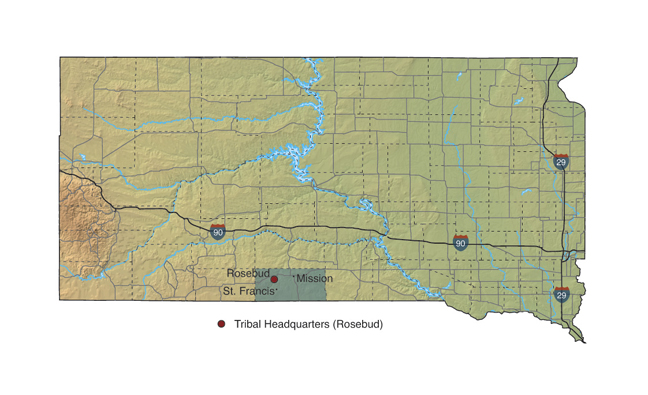 29
90
90
Rosebud
Mission
St. Francis
29
Tribal Headquarters (Rosebud)